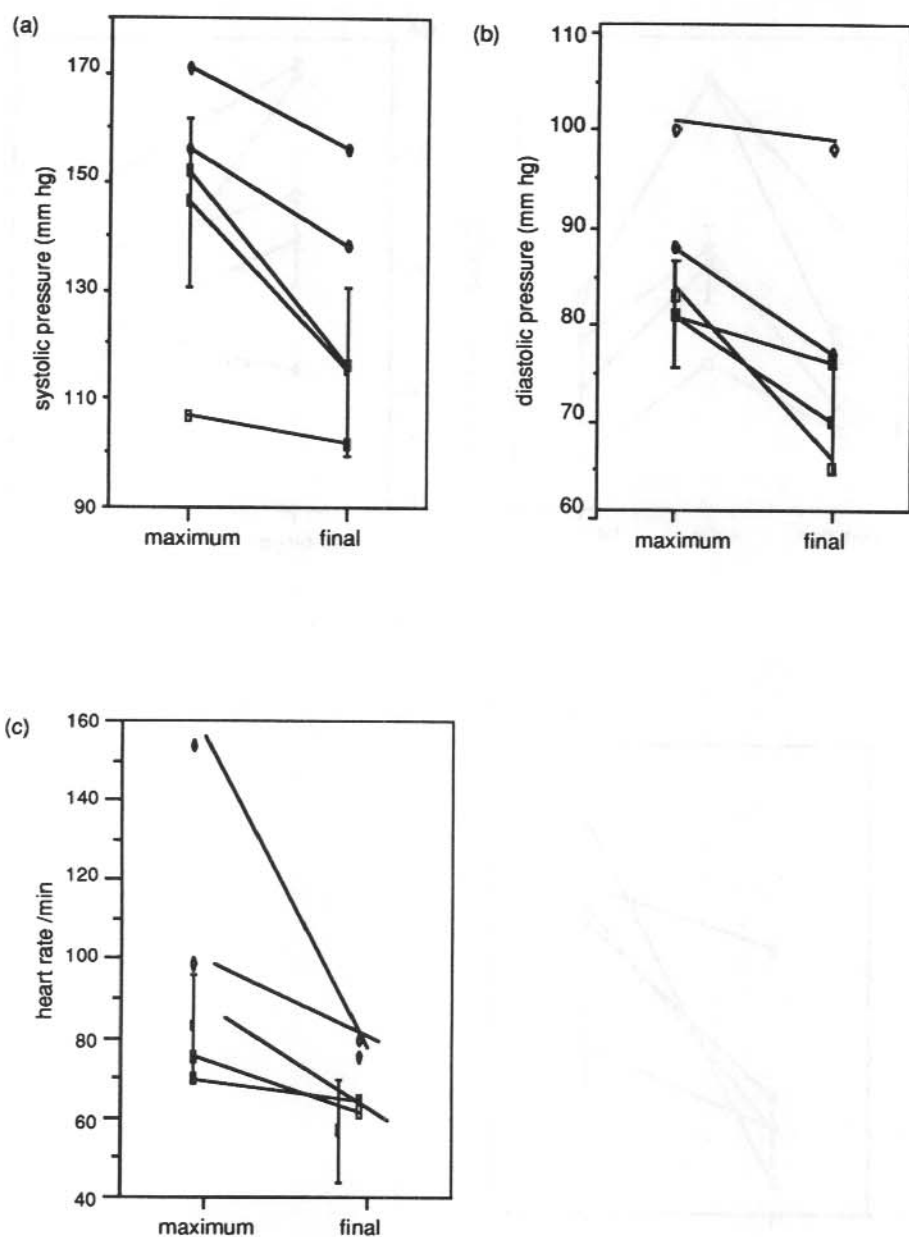 (a)
systolic pressure (mm hg)
170
150
130
110
90
maximum final
(b)
diastolic pressure (mm hg)
110
100
90
80
70
60
maximum final
(c)
heart rate /min
160
140
120
100
80
60
40
maximum final